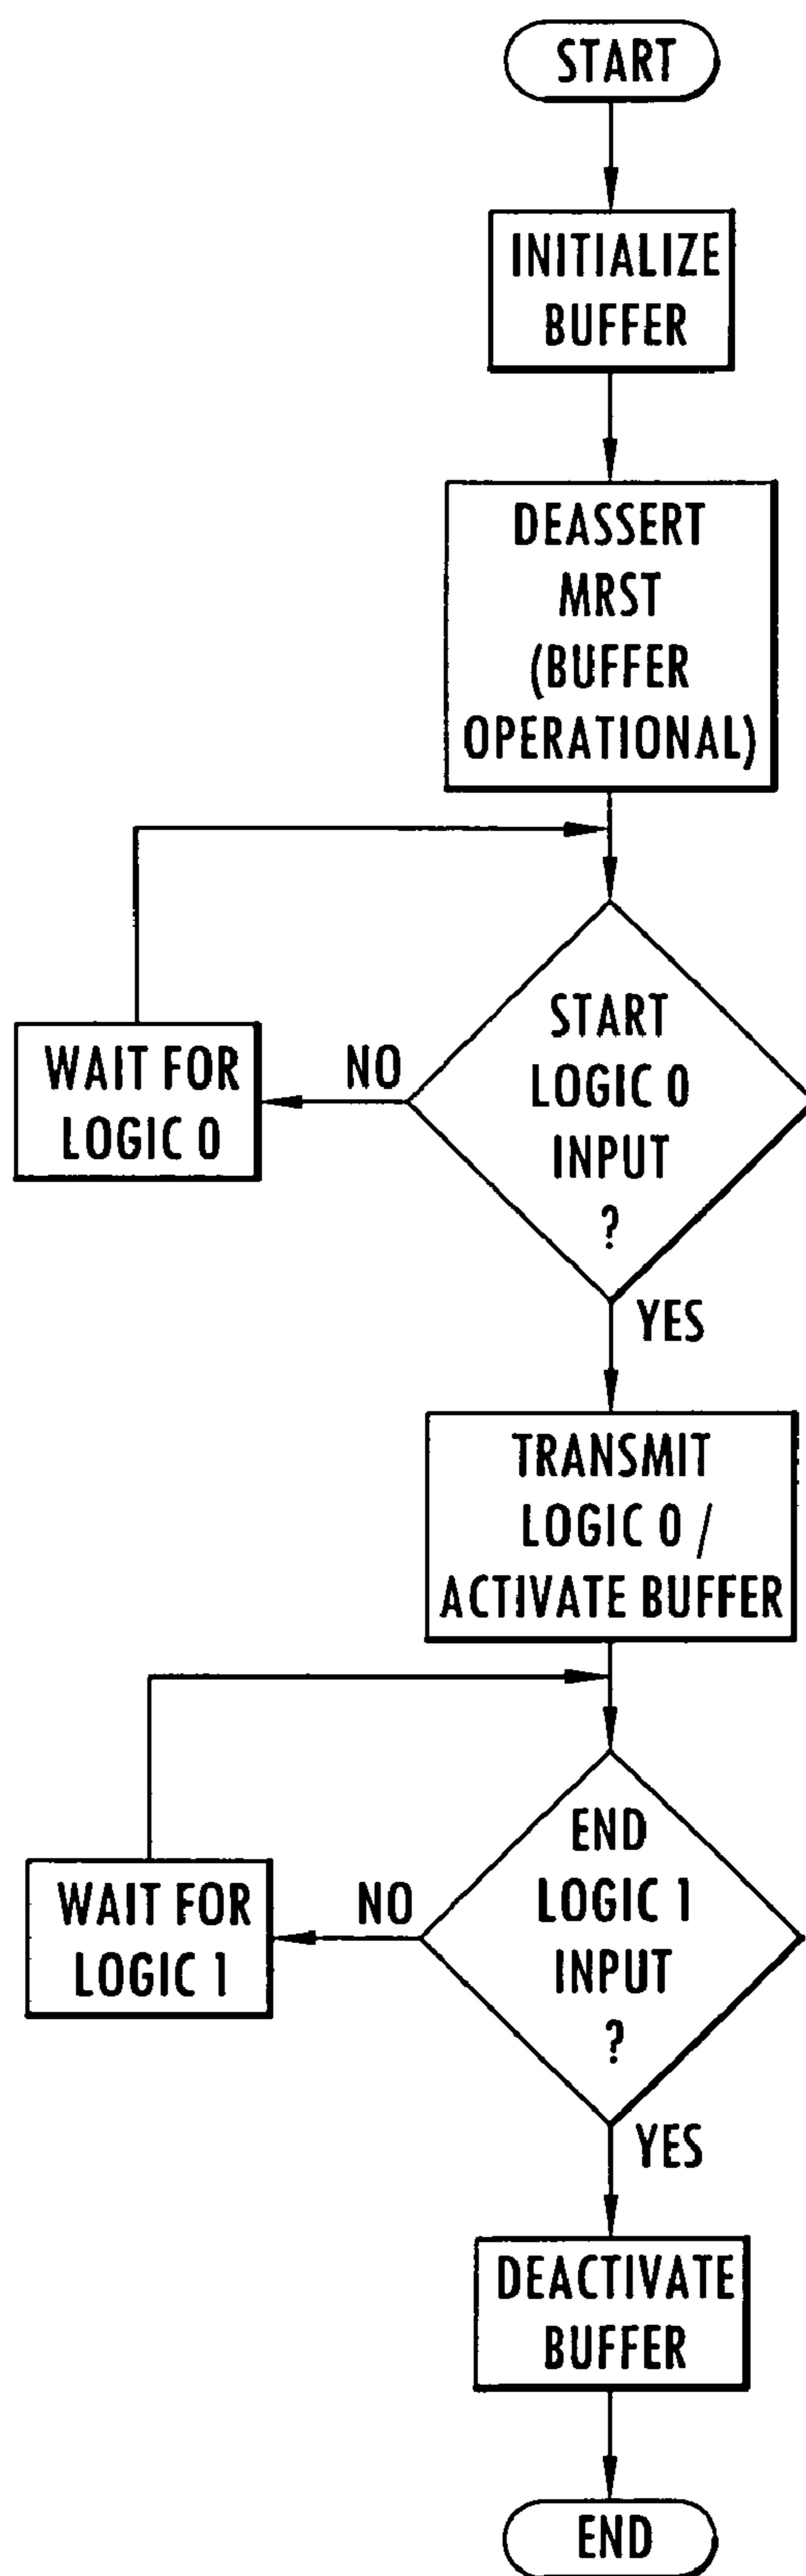 START
INITIALIZE
BUFFER
DEASSERT
MRST
(BUFFER
OPERATIONAL)
START
LOGIC 0
INPUT
?
NO
WAIT FOR
LOGIC 0
YES
TRANSMIT
LOGIC 0 /
ACTIVATE BUFFER
END
LOGIC 1
INPUT
?
NO
WAIT FOR
LOGIC 1
YES
DEACTIVATE
BUFFER
END